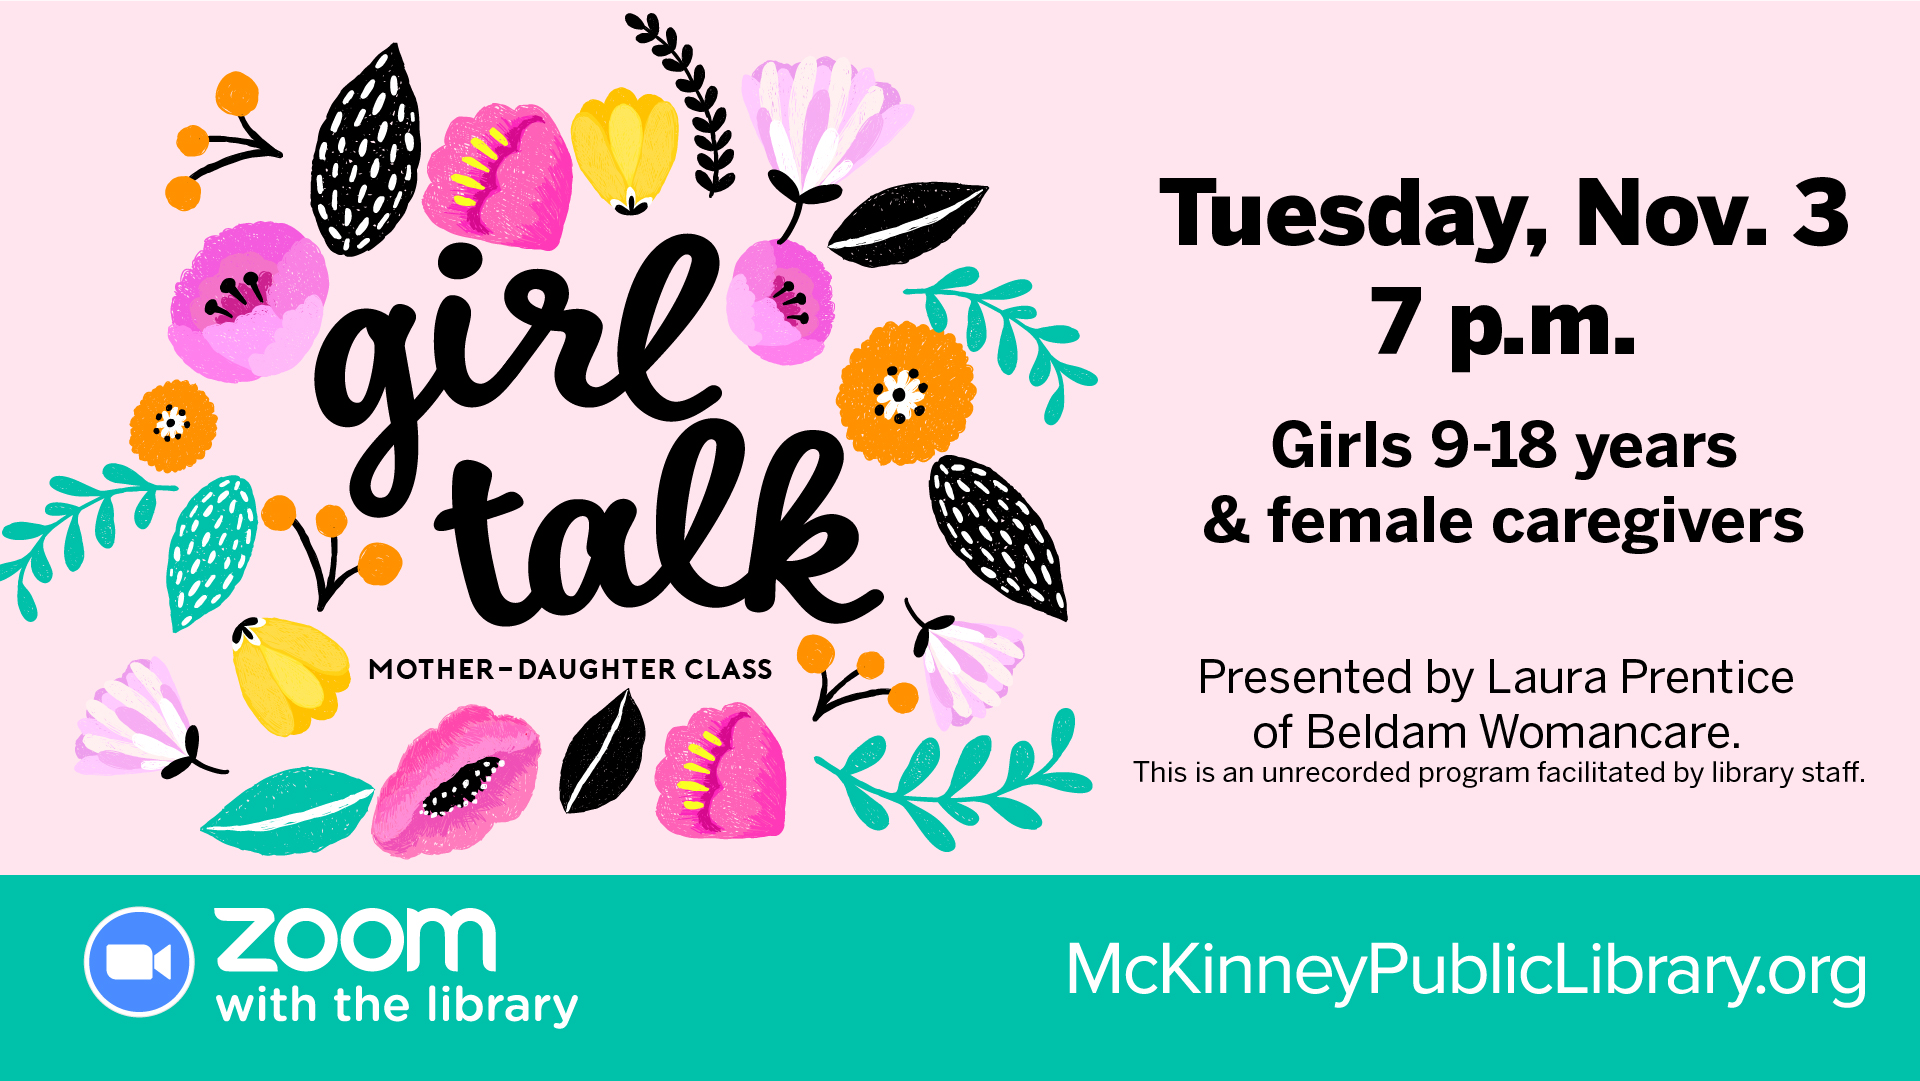 girl
talk
MOTHER-DAUGHTER CLASS
Tuesday, Nov. 3
7 p.m.
Girls 9-18 years
& female caregivers
Presented by Laura Prentice
of Beldam Womancare.
This is an unrecorded program facilitated by library staff.
zoom
with the library
McKinneyPublicLibrary.org